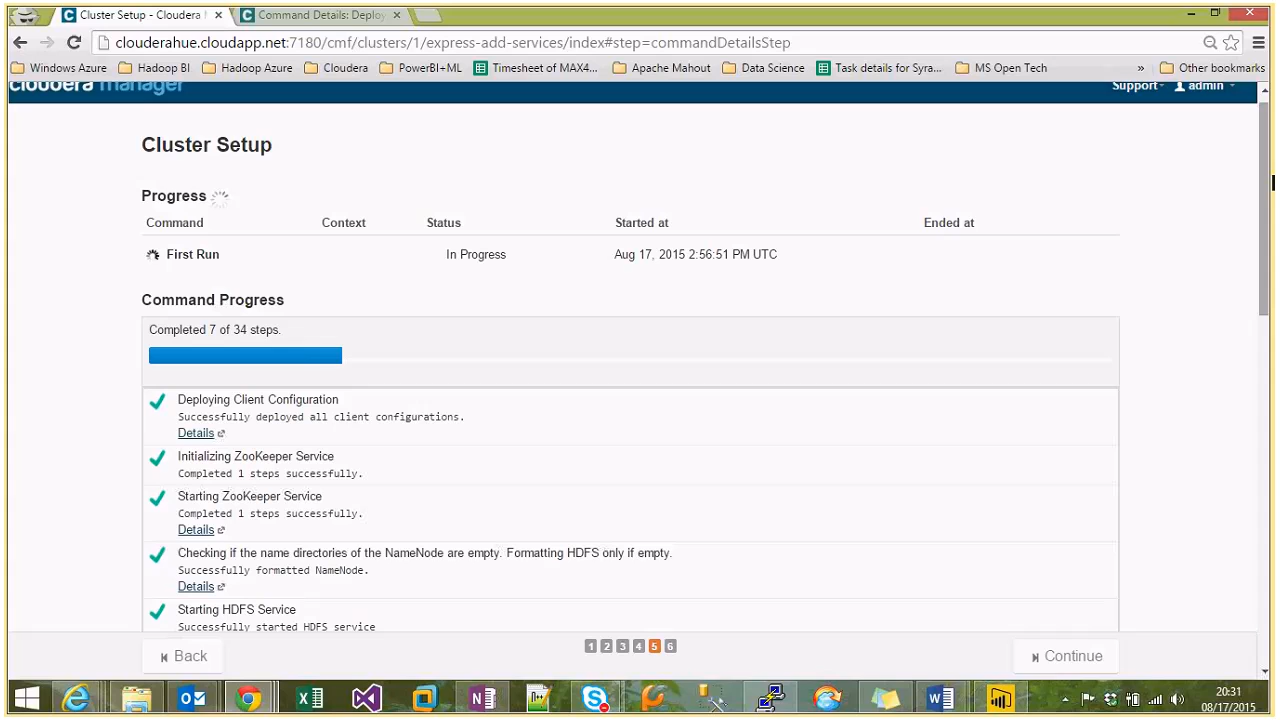 Cluster Setup - Cloudera
Command Details: Deploy
clouderahue.cloudapp.net:7180/cmf/clusters/1/express-add-services/index#step=commandDetailsStep
Windows Azure Hadoop BI Hadoop Azure Cloudera PowerBI+ML Timesheet of MAX4... Apache Mahout Data Science Task details for Syra... MS Open Tech » Other bookmarks
cloudera manager Support admin
Cluster Setup
Progress
Command Context Status Started at Ended at
First Run In Progress Aug 17, 2015 2:56:51 PM UTC
Command Progress
Completed 7 of 34 steps.
Deploying Client Configuration
Successfully deployed all client configurations.
Details
Initializing ZooKeeper Service
Completed 1 steps successfully.
Starting ZooKeeper Service
Completed 1 steps successfully.
Details
Checking if the name directories of the NameNode are empty. Formatting HDFS only if empty.
Successfully formatted NameNode.
Details
Starting HDFS Service
Successfully started HDFS service
1 2 3 4 5 6
Back Continue
20:31
08/17/2015